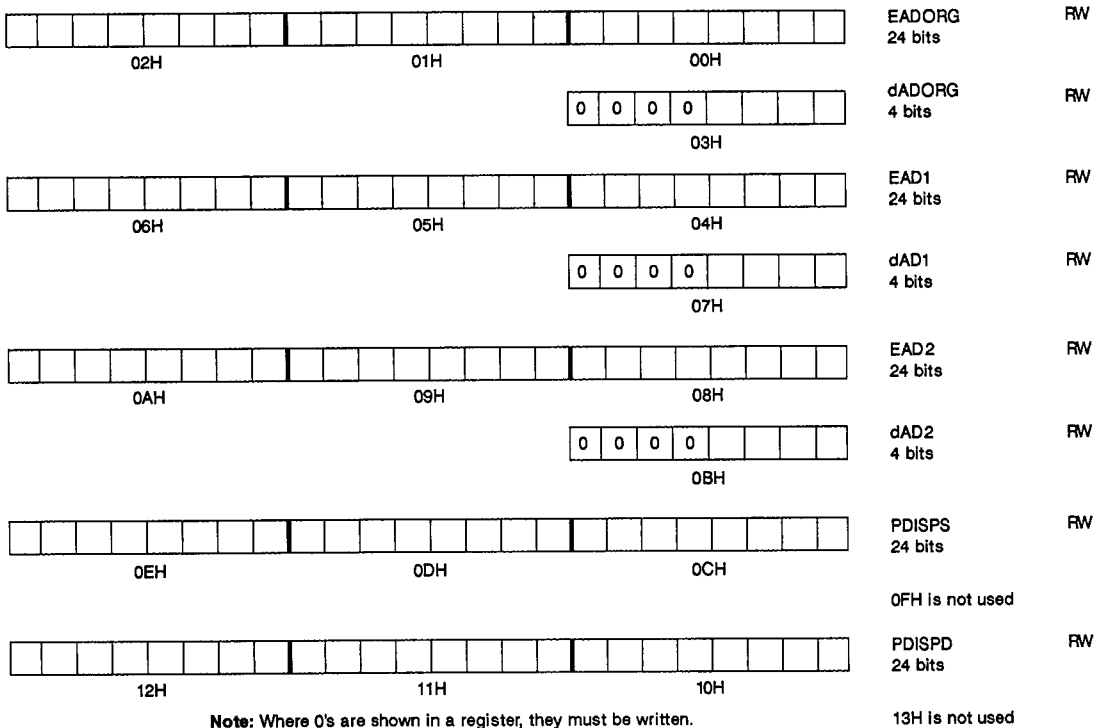 EADORG RW
24 bits
02H 01H 00H
dADORG RW
0 0 0 0 4 bits
03H
EAD1 RW
24 bits
06H 05H 04H
dAD1 RW
0 0 0 0 4 bits
07H
EAD2 RW
24 bits
0AH 09H 08H
dAD2 RW
0 0 0 0 4 bits
0BH
PDISPS RW
24 bits
0EH 0DH 0CH
0FH is not used
PDISPD RW
24 bits
12H 11H 10H
Note: Where 0's are shown in a register, they must be written. 13H is not used